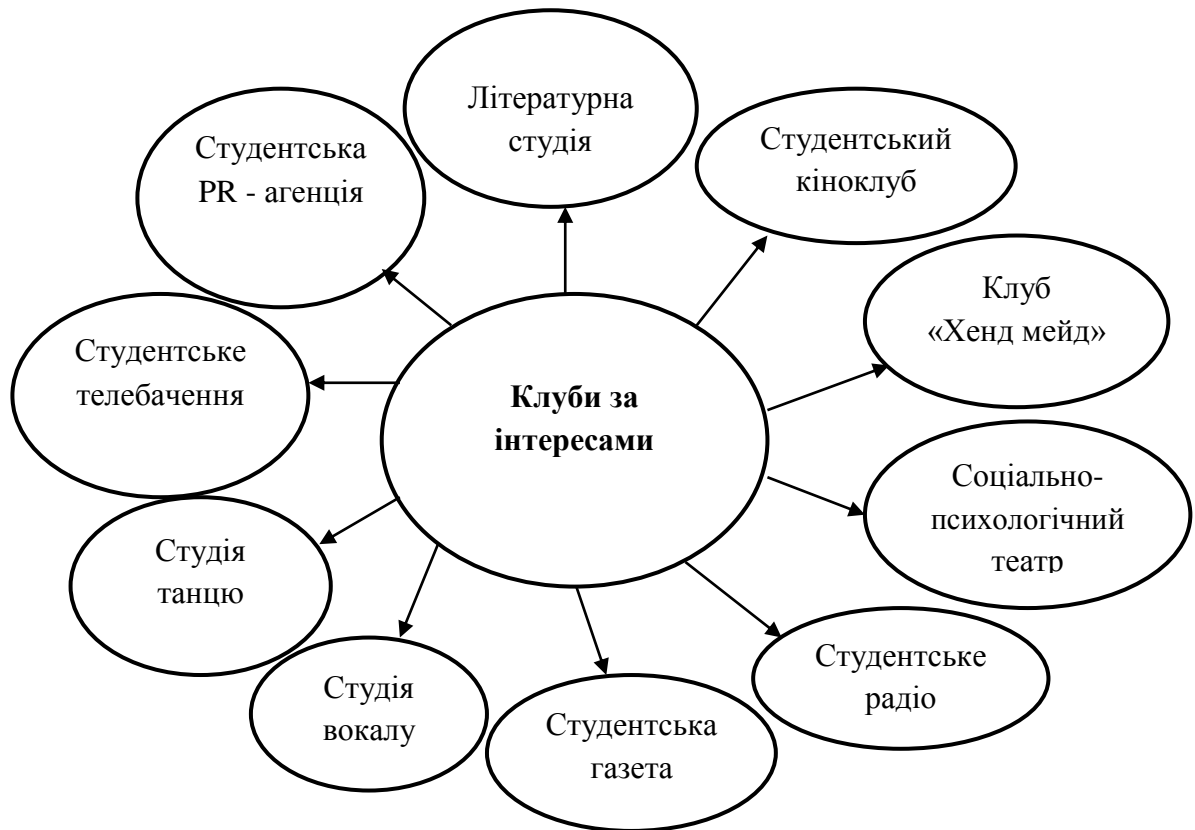 Літературна
студія
Студентський
кіноклуб
Клуб
«Хенд мейд»
Соціально-
психологічний
театр
Студентське
радіо
Студентська
газета
Студія
вокалу
Студія
танцю
Студентське
телебачення
Студентська
PR - агенція
Клуби за
інтересами